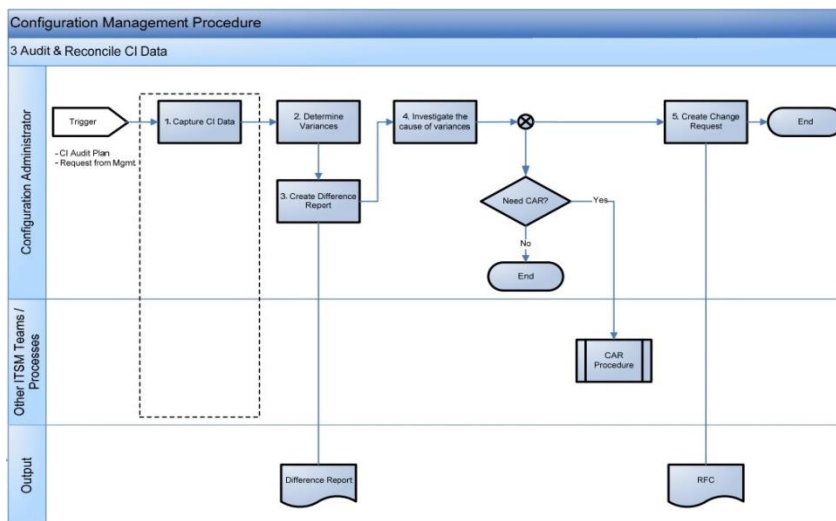 Configuration Management Procedure
3 Audit & Reconcile CI Data
Configuration Administrator
Trigger
- CI Audit Plan
- Request from Mgmt
1. Capture CI Data
2. Determine
Variances
3. Create Difference
Report
4. Investigate the
cause of variances
5. Create Change
Request
End
Need CAR?
Yes
No
End
Other ITSM Teams /
Processes
CAR
Procedure
Output
Difference Report
RFC